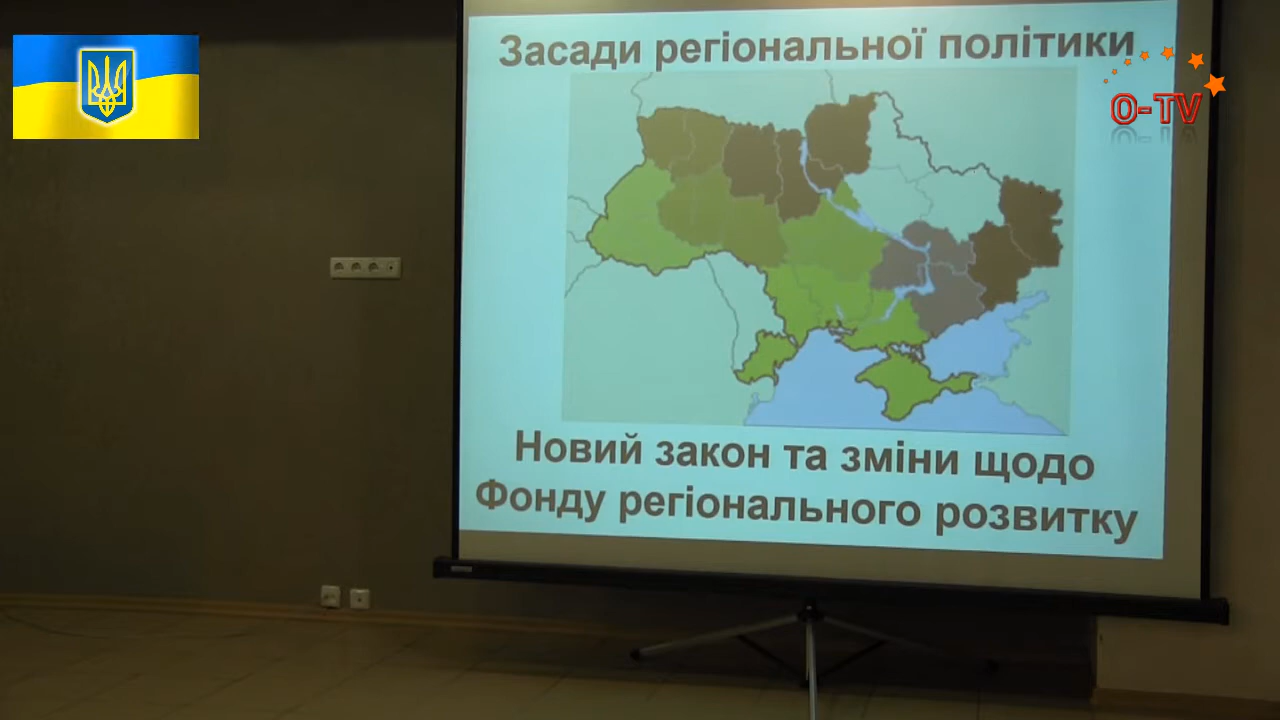 Засади регіональної політики
O-TV
Новий закон та зміни щодо
Фонду регіонального розвитку